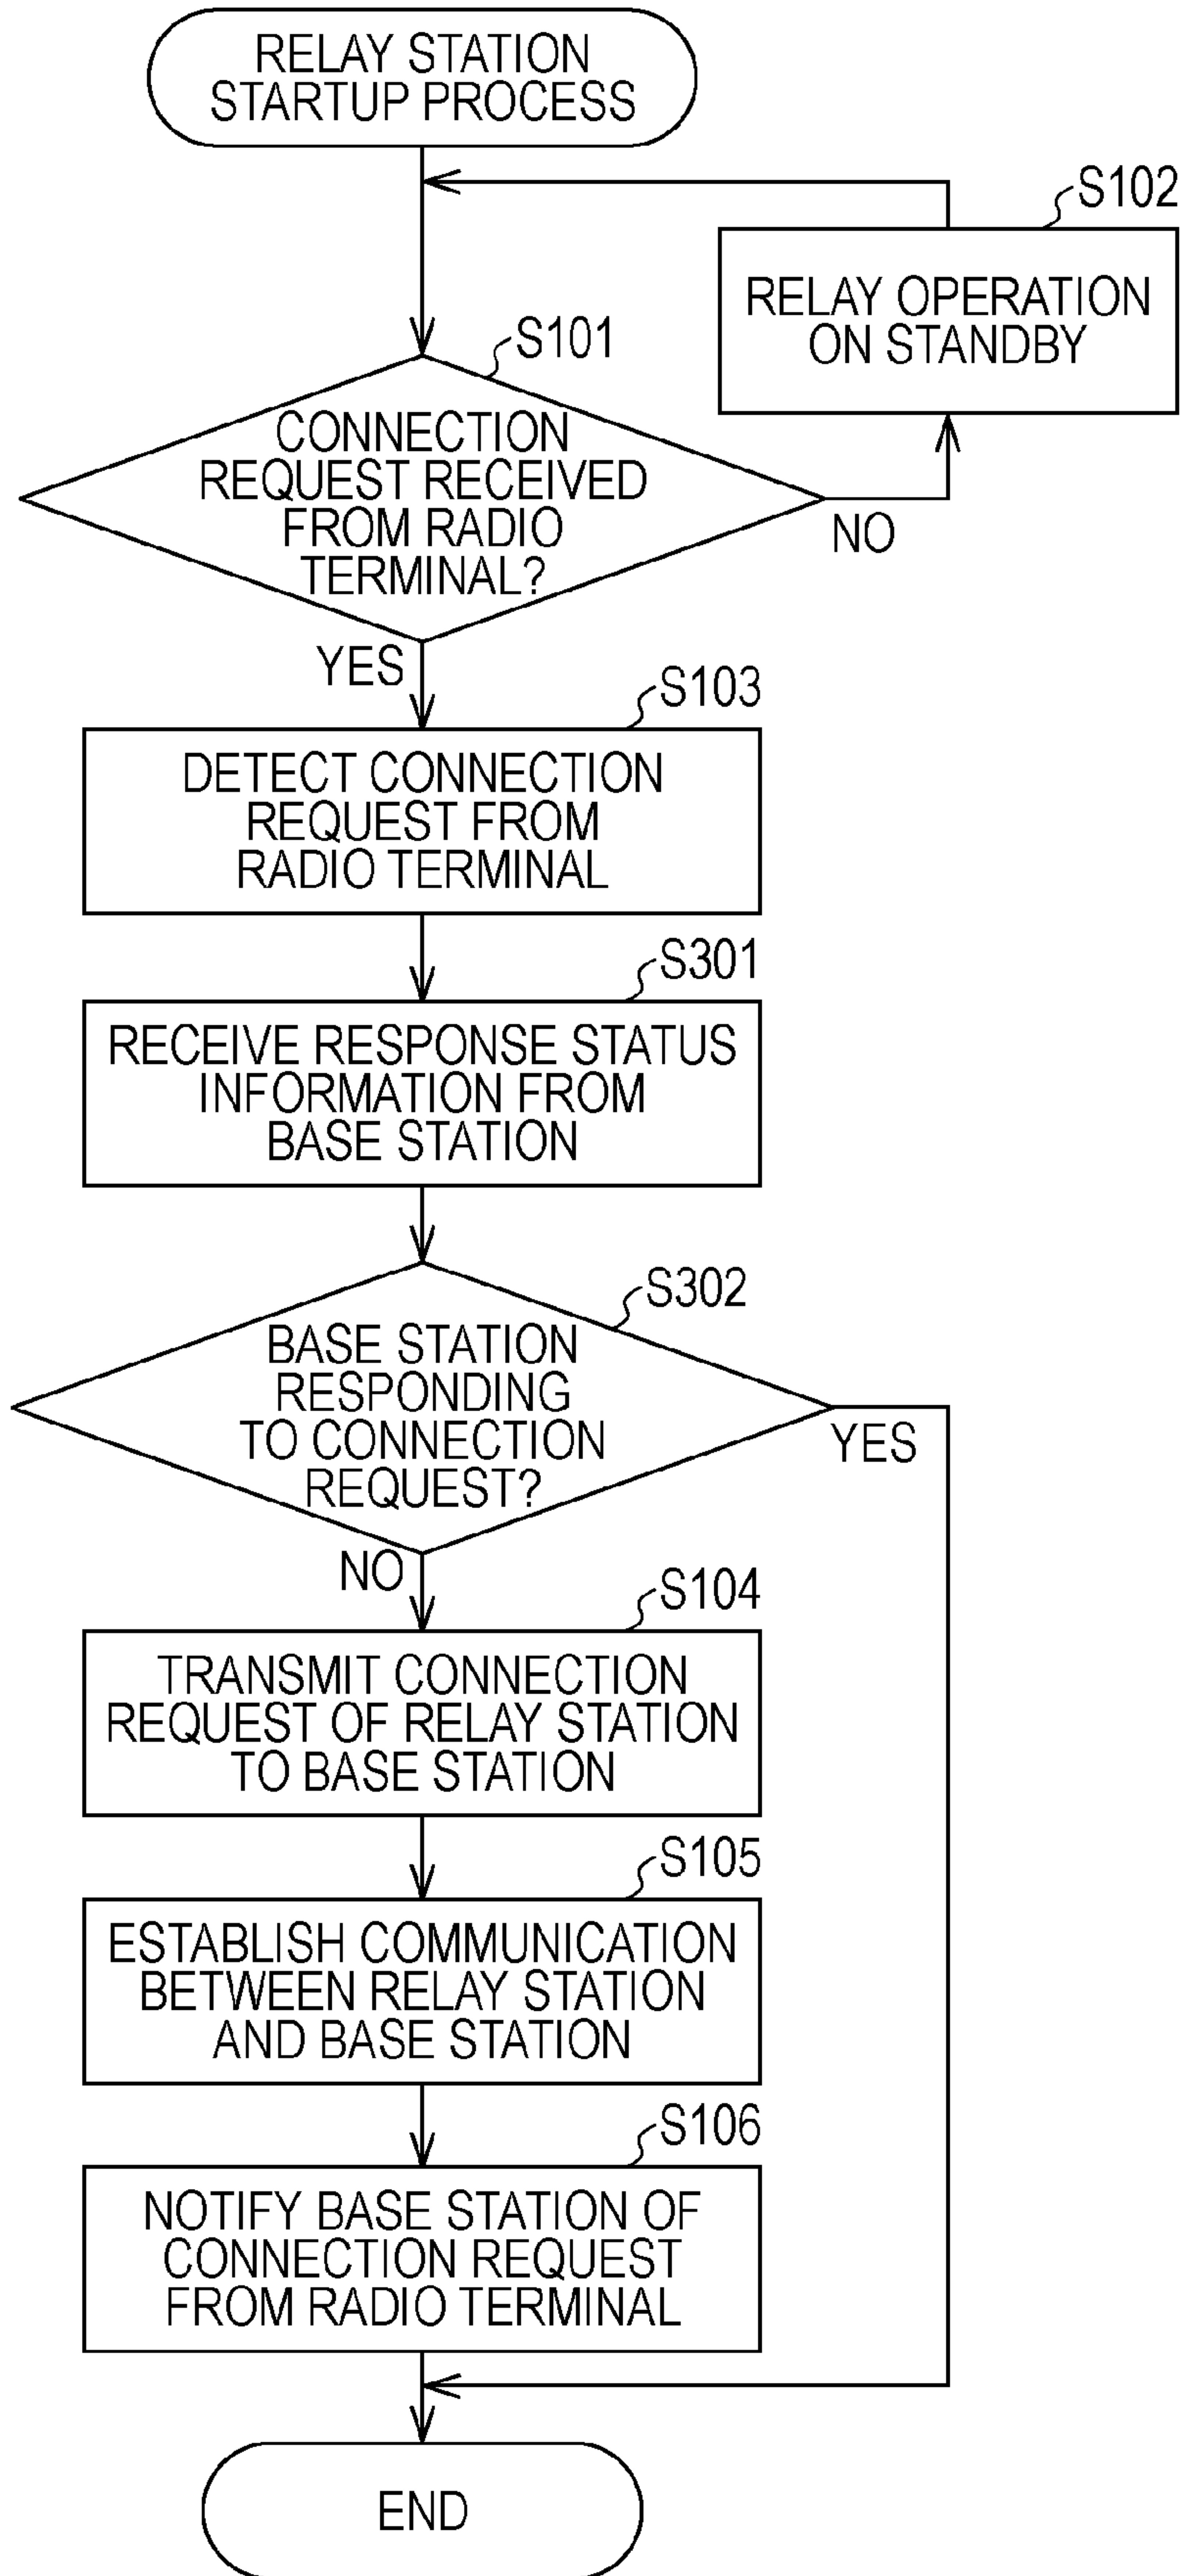 RELAY STATION
STARTUP PROCESS
S102
RELAY OPERATION
ON STANDBY
S101
CONNECTION
REQUEST RECEIVED
FROM RADIO
TERMINAL?
NO
YES
S103
DETECT CONNECTION
REQUEST FROM
RADIO TERMINAL
S301
RECEIVE RESPONSE STATUS
INFORMATION FROM
BASE STATION
S302
BASE STATION
RESPONDING
TO CONNECTION
REQUEST?
YES
NO
S104
TRANSMIT CONNECTION
REQUEST OF RELAY STATION
TO BASE STATION
S105
ESTABLISH COMMUNICATION
BETWEEN RELAY STATION
AND BASE STATION
S106
NOTIFY BASE STATION OF
CONNECTION REQUEST
FROM RADIO TERMINAL
END